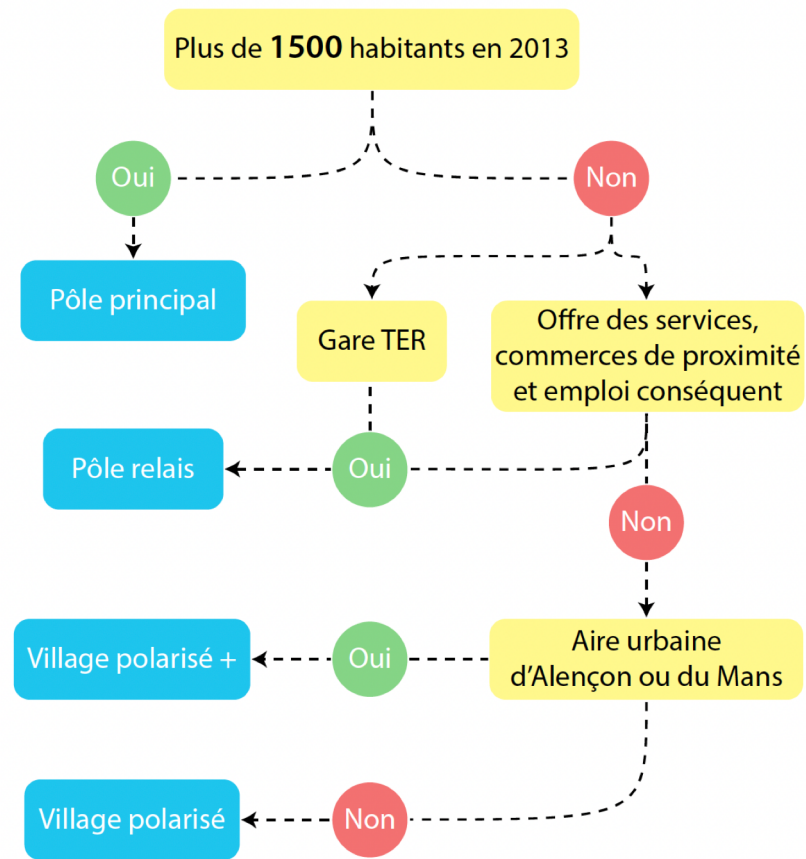 Plus de 1500 habitants en 2013
Oui
Non
Pôle principal
Gare TER
Offre des services,
commerces de proximité
et emploi conséquent
Pôle relais
Oui
Non
Village polarisé +
Oui
Aire urbaine
d’Alençon ou du Mans
Village polarisé
Non